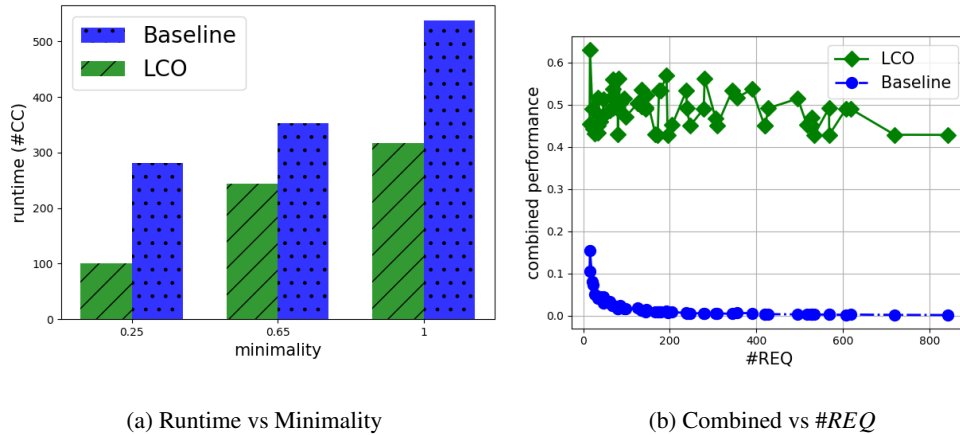 500
400
300
200
100
0
runtime (#CC)
Baseline
LCO
0.25
0.65
1
minimality
(a) Runtime vs Minimality
0.6
0.5
0.4
0.3
0.2
0.1
0.0
combined performance
LCO
Baseline
0
200
400
600
800
#REQ
(b) Combined vs #REQ